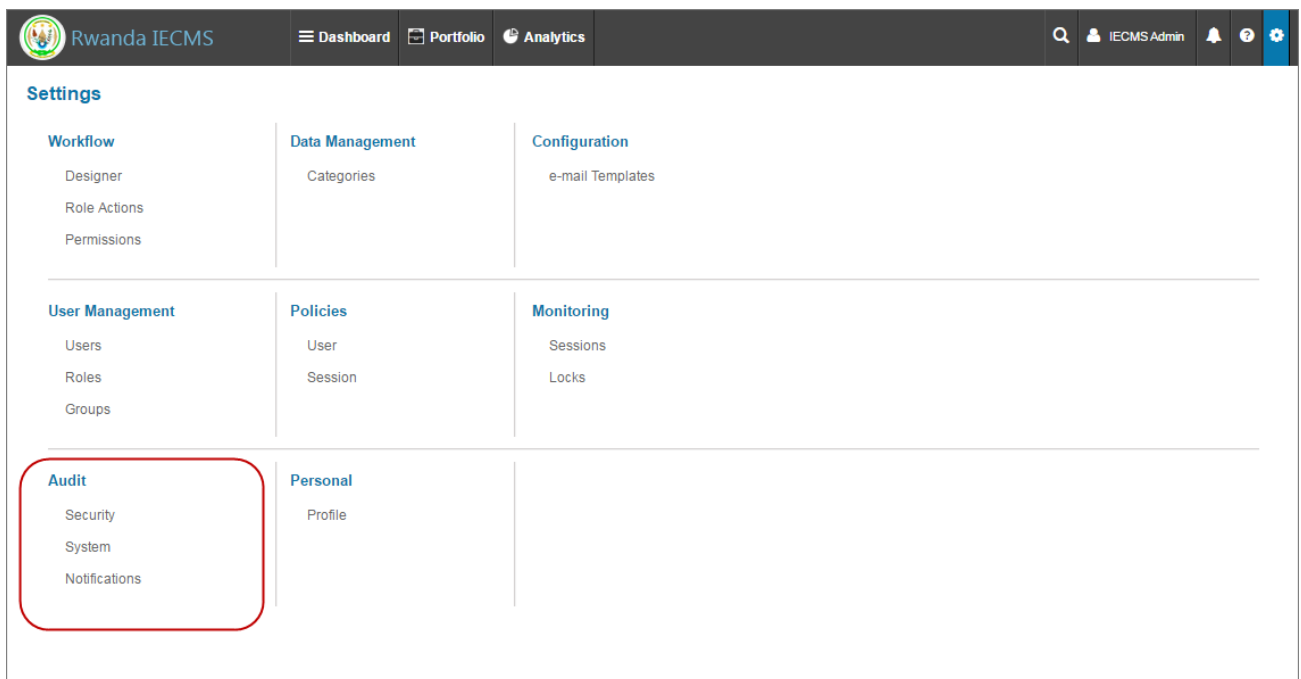 Rwanda IECMS
Dashboard
Portfolio
Analytics
IECMS Admin
Settings
Workflow
Designer
Role Actions
Permissions
Data Management
Categories
Configuration
e-mail Templates
User Management
Users
Roles
Groups
Policies
User
Session
Monitoring
Sessions
Locks
Audit
Security
System
Notifications
Personal
Profile